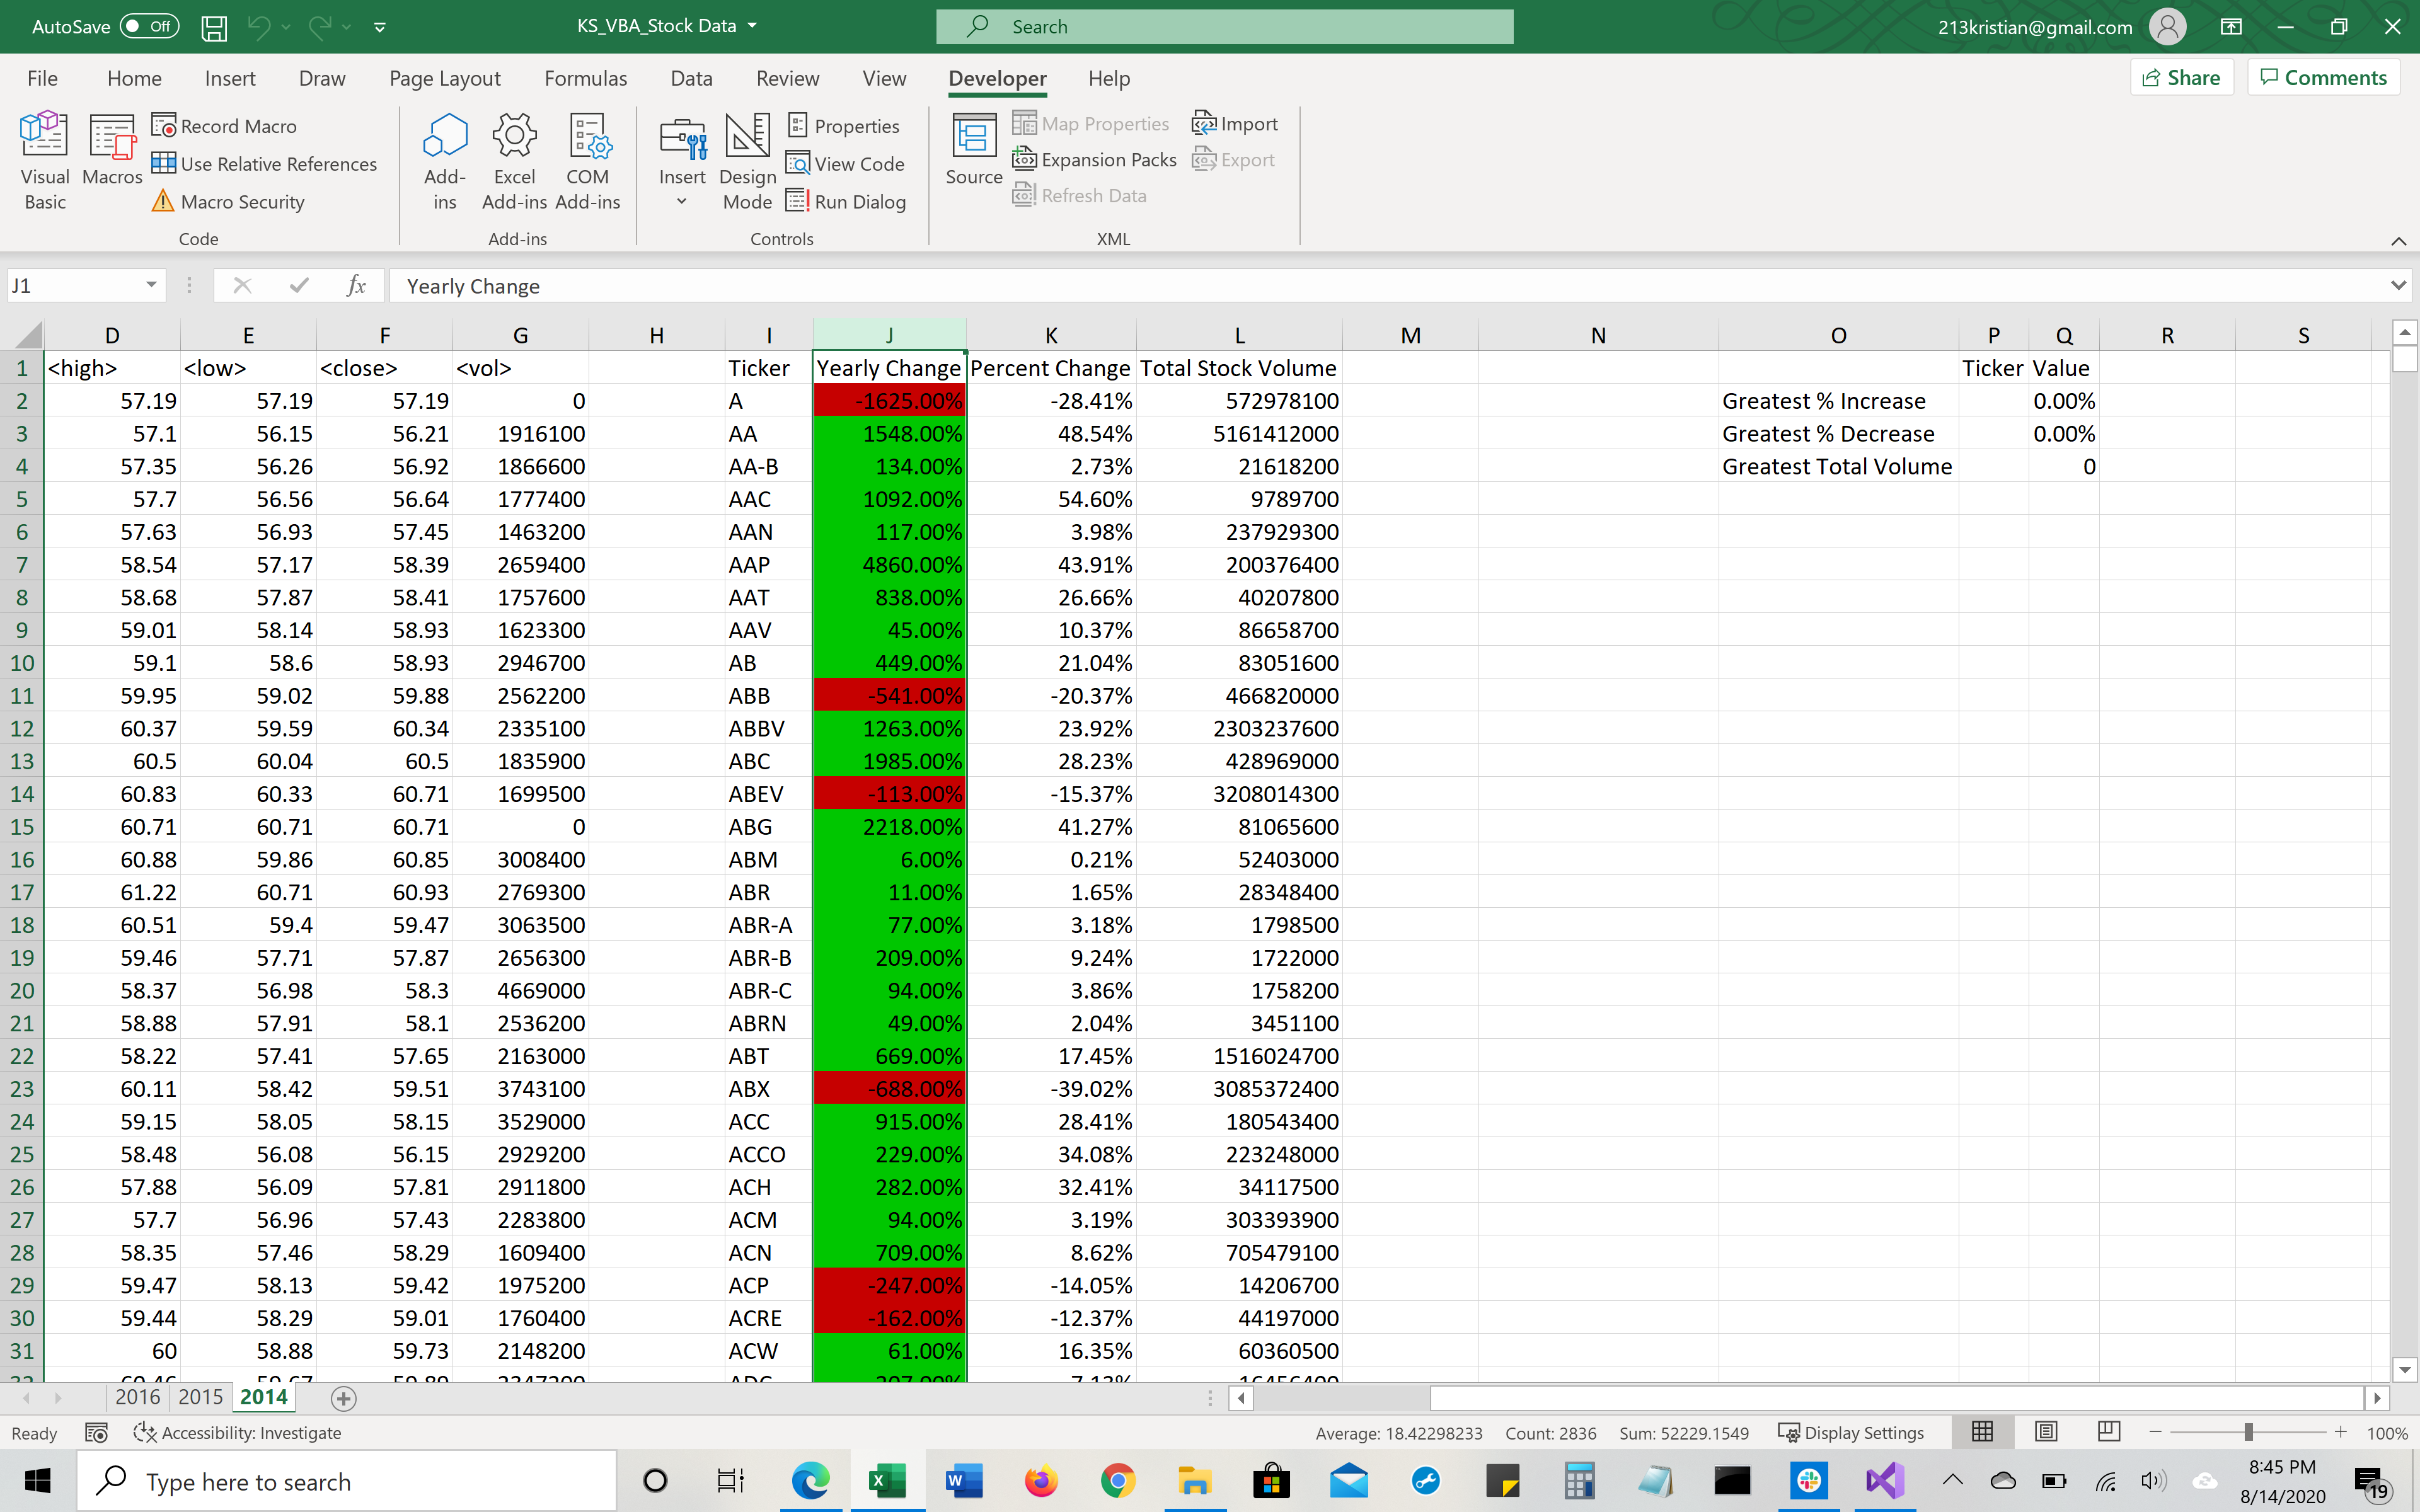 AutoSave Off KS_VBA_Stock Data Search 213kristian@gmail.com
File Home Insert Draw Page Layout Formulas Data Review View Developer Help Share Comments
Visual Basic Macros Record Macro Use Relative References Macro Security Add-ins Excel Add-ins COM Add-ins Insert Design Mode Properties View Code Run Dialog Source Map Properties Expansion Packs Refresh Data Import Export
Code Add-ins Controls XML
J1 fx Yearly Change
D E F G H I J K L M N O P Q R S
1 <high> <low> <close> <vol> Ticker Yearly Change Percent Change Total Stock Volume Ticker Value
2 57.19 57.19 57.19 0 A -1625.00% -28.41% 572978100 Greatest % Increase 0.00%
3 57.1 56.15 56.21 1916100 AA 1548.00% 48.54% 5161412000 Greatest % Decrease 0.00%
4 57.35 56.26 56.92 1866600 AA-B 134.00% 2.73% 21618200 Greatest Total Volume 0
5 57.7 56.56 56.64 1777400 AAC 1092.00% 54.60% 9789700
6 57.63 56.93 57.45 1463200 AAN 117.00% 3.98% 237929300
7 58.54 57.17 58.39 2659400 AAP 4860.00% 43.91% 200376400
8 58.68 57.87 58.41 1757600 AAT 838.00% 26.66% 40207800
9 59.01 58.14 58.93 1623300 AAV 45.00% 10.37% 86658700
10 59.1 58.6 58.93 2946700 AB 449.00% 21.04% 83051600
11 59.95 59.02 59.88 2562200 ABB -541.00% -20.37% 466820000
12 60.37 59.59 60.34 2335100 ABBV 1263.00% 23.92% 2303237600
13 60.5 60.04 60.5 1835900 ABC 1985.00% 28.23% 428969000
14 60.83 60.33 60.71 1699500 ABEV -113.00% -15.37% 3208014300
15 60.71 60.71 60.71 0 ABG 2218.00% 41.27% 81065600
16 60.88 59.86 60.85 3008400 ABM 6.00% 0.21% 52403000
17 61.22 60.71 60.93 2769300 ABR 11.00% 1.65% 28348400
18 60.51 59.4 59.47 3063500 ABR-A 77.00% 3.18% 1798500
19 59.46 57.71 57.87 2656300 ABR-B 209.00% 9.24% 1722000
20 58.37 56.98 58.3 4669000 ABR-C 94.00% 3.86% 1758200
21 58.88 57.91 58.1 2536200 ABRN 49.00% 2.04% 3451100
22 58.22 57.41 57.65 2163000 ABT 669.00% 17.45% 1516024700
23 60.11 58.42 59.51 3743100 ABX -688.00% -39.02% 3085372400
24 59.15 58.05 58.15 3529000 ACC 915.00% 28.41% 180543400
25 58.48 56.08 56.15 2929200 ACCO 229.00% 34.08% 223248000
26 57.88 56.09 57.81 2911800 ACH 282.00% 32.41% 34117500
27 57.7 56.96 57.43 2283800 ACM 94.00% 3.19% 303393900
28 58.35 57.46 58.29 1609400 ACN 709.00% 8.62% 705479100
29 59.47 58.13 59.42 1975200 ACP -247.00% -14.05% 14206700
30 59.44 58.29 59.01 1760400 ACRE -162.00% -12.37% 44197000
31 60 58.88 59.73 2148200 ACW 61.00% 16.35% 60360500
2016 2015 2014
Ready Accessibility: Investigate Average: 18.42298233 Count: 2836 Sum: 52229.1549 Display Settings 100%
Type here to search 8:45 PM
8/14/2020 19